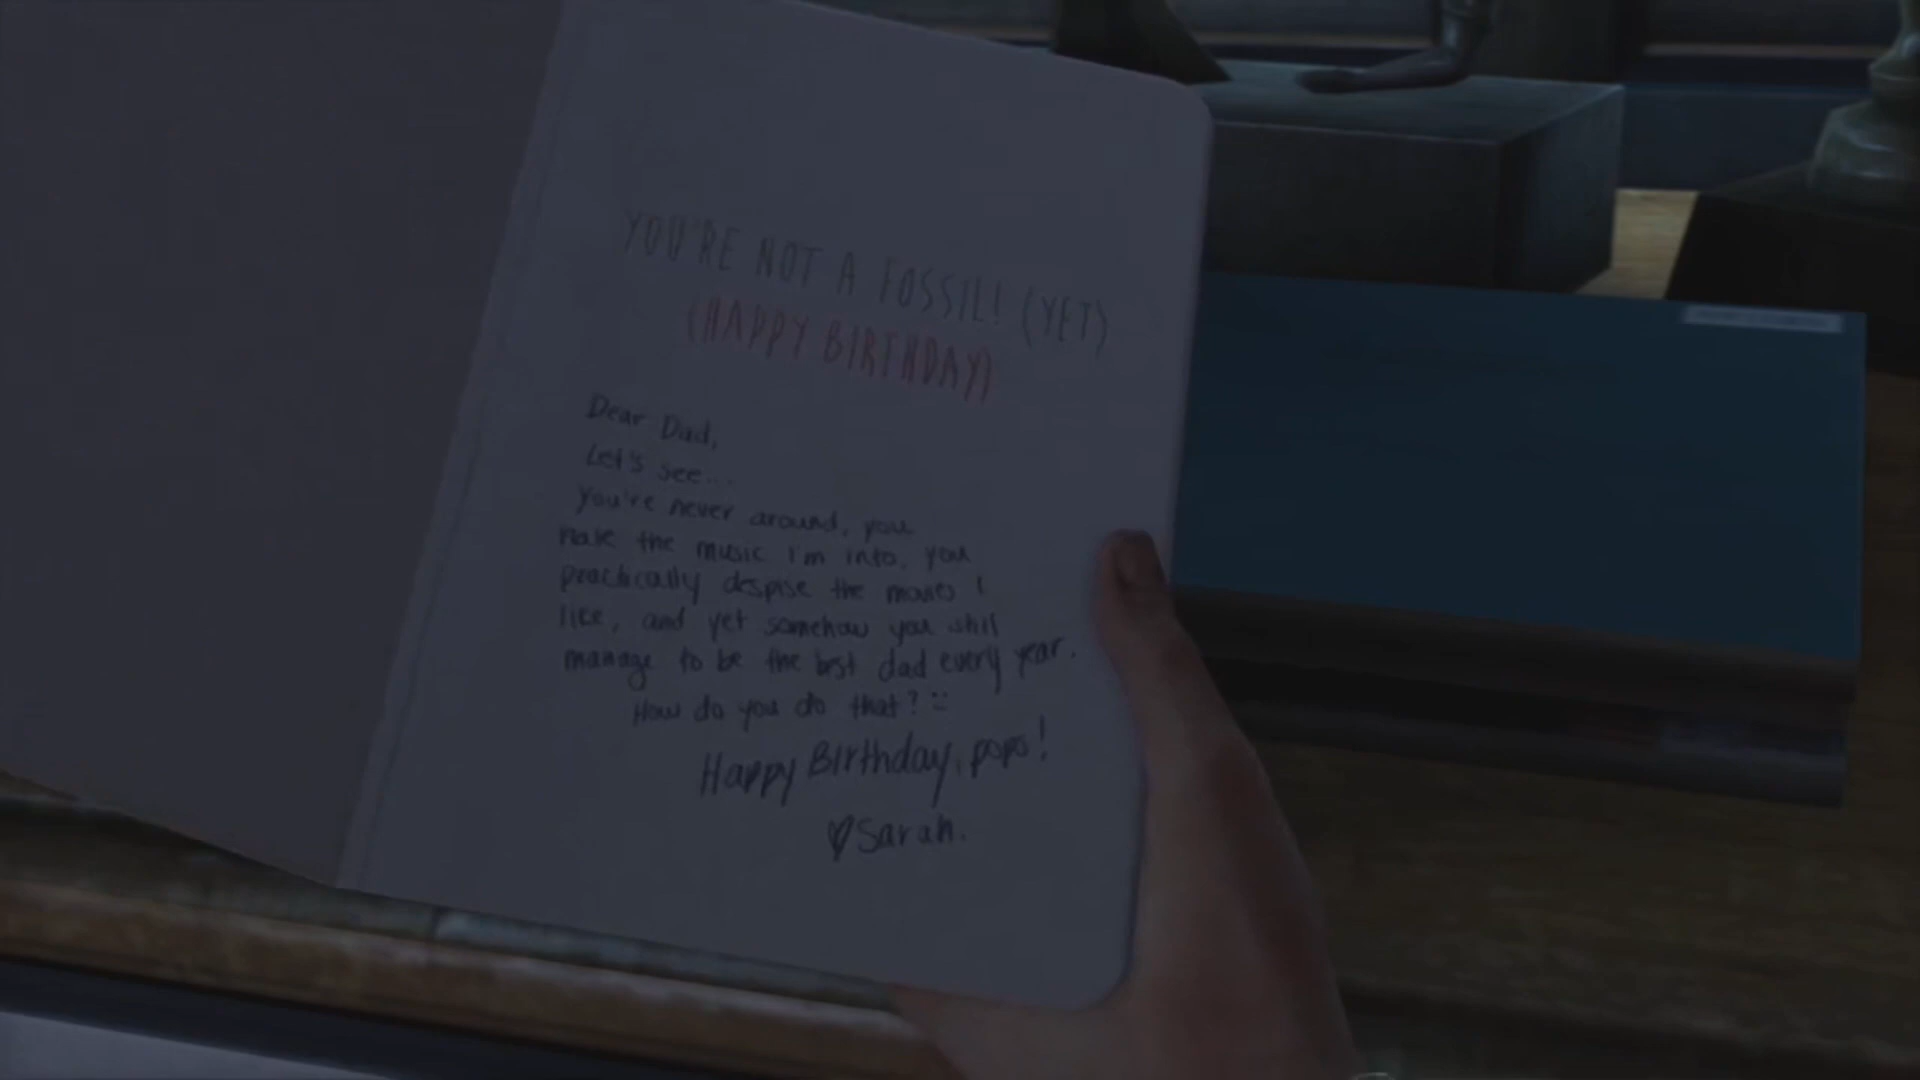 YOU'RE NOT A FOSSIL! (YET)
(HAPPY BIRTHDAY)
Dear Dad,
Let's see...
you're never around, you
hate the music I'm into, you
practically despise the movies I
like, and yet somehow you still
manage to be the best dad every year.
How do you do that? :)
Happy Birthday, pops!
♥Sarah.